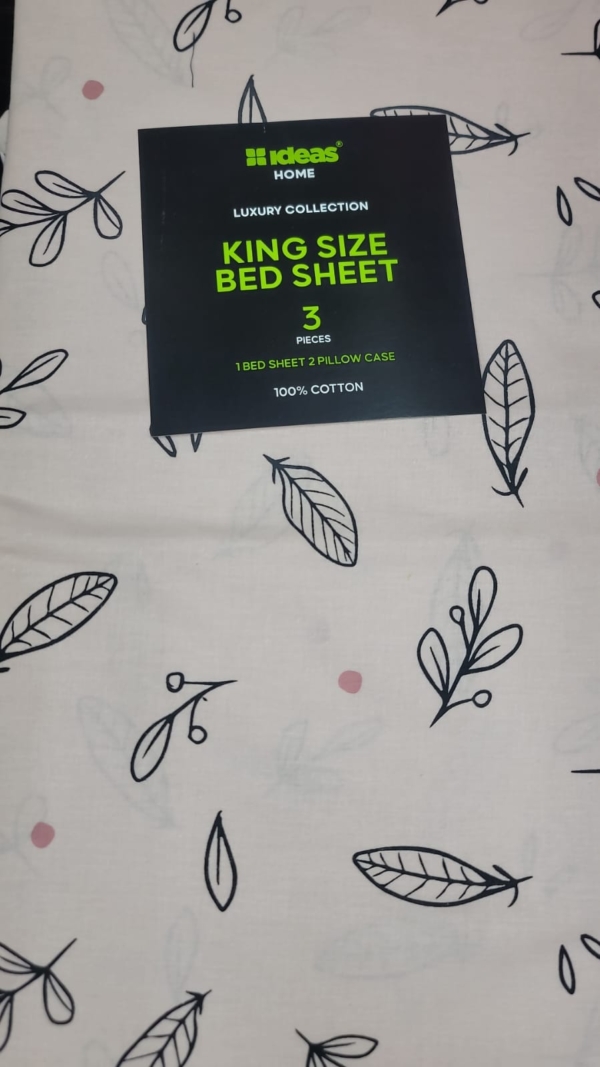 ideas®
HOME
LUXURY COLLECTION
KING SIZE
BED SHEET
3
PIECES
1 BED SHEET 2 PILLOW CASE
100% COTTON